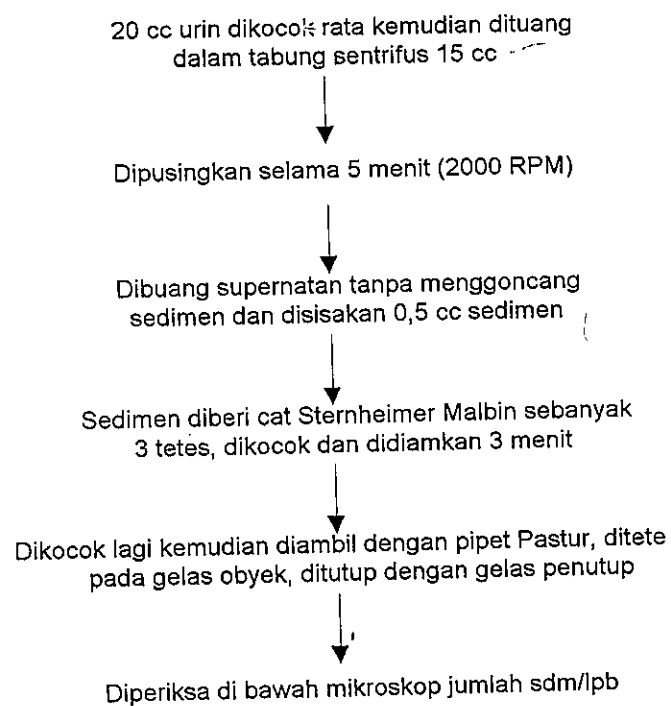 20 cc urin dikocok rata kemudian dituang
dalam tabung sentrifus 15 cc
Dipusingkan selama 5 menit (2000 RPM)
Dibuang supernatan tanpa menggoncang
sedimen dan disisakan 0,5 cc sedimen
Sedimen diberi cat Sternheimer Malbin sebanyak
3 tetes, dikocok dan didiamkan 3 menit
Dikocok lagi kemudian diambil dengan pipet Pastur, ditete
pada gelas obyek, ditutup dengan gelas penutup
Diperiksa di bawah mikroskop jumlah sdm/lpb